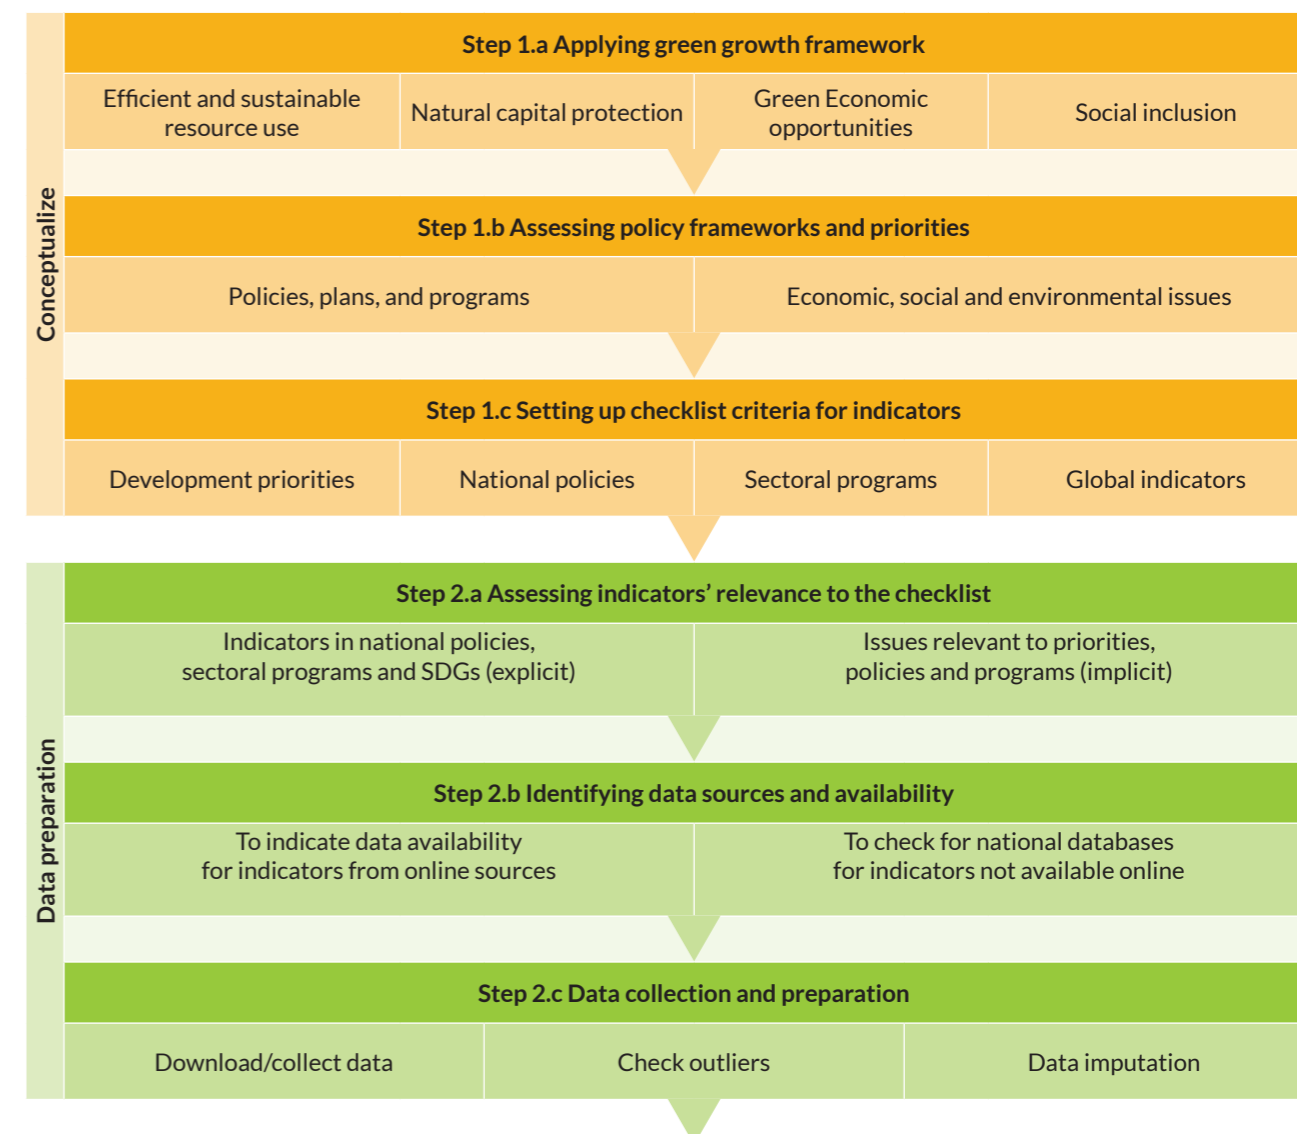 Conceptualize
Step 1.a Applying green growth framework
Efficient and sustainable
resource use
Natural capital protection
Green Economic
opportunities
Social inclusion
Step 1.b Assessing policy frameworks and priorities
Policies, plans, and programs
Economic, social and environmental issues
Step 1.c Setting up checklist criteria for indicators
Development priorities
National policies
Sectoral programs
Global indicators
Data preparation
Step 2.a Assessing indicators’ relevance to the checklist
Indicators in national policies,
sectoral programs and SDGs (explicit)
Issues relevant to priorities,
policies and programs (implicit)
Step 2.b Identifying data sources and availability
To indicate data availability
for indicators from online sources
To check for national databases
for indicators not available online
Step 2.c Data collection and preparation
Download/collect data
Check outliers
Data imputation